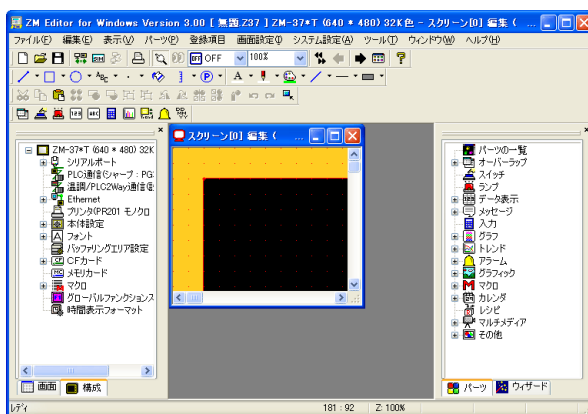 ZM Editor for Windows Version 3.00 [ 無題.Z37 ] ZM-37*T (640 * 480) 32K色 - スクリーン[0] 編集 (
ファイル(F) 編集(E) 表示(V) パーツ(P) 登録項目 画面設定(I) システム設定(A) ツール(T) ウィンドウ(W) ヘルプ(H)
OFF 100%
スクリーン[0] 編集 ( ...
ZM-37*T (640 * 480) 32K
シリアルポート
PLC通信(シャープ : PG
温調/PLC2Way通信(
Ethernet
プリンタ(PR201 モノクロ
本体設定
フォント
バッファリングエリア設定
CFカード
メモリカード
マクロ
グローバルファンクションス
時間表示フォーマット
画面 構成
パーツの一覧
オーバーラップ
スイッチ
ランプ
データ表示
メッセージ
入力
グラフ
トレンド
アラーム
グラフィック
マクロ
カレンダ
レシピ
マルチメディア
その他
パーツ ウィザード
レディ 181 : 92 Z: 100%